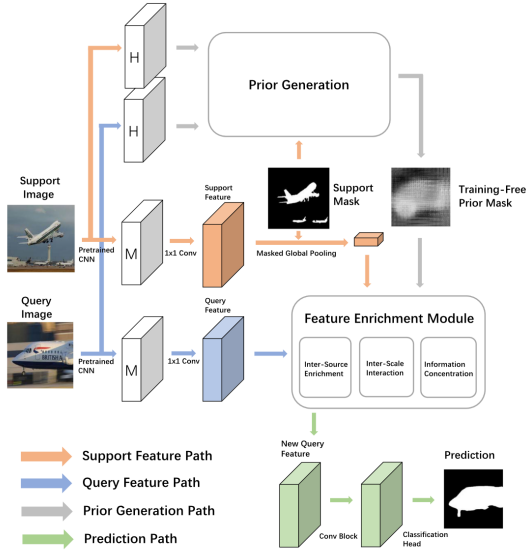 H
Prior Generation
H
Support
Image
Support
Feature
Support
Mask
Training-Free
Prior Mask
Pretrained
CNN
M
1x1 Conv
Masked Global Pooling
Query
Image
Query
Feature
Feature Enrichment Module
Inter-Source
Enrichment
Inter-Scale
Interaction
Information
Concentration
Pretrained
CNN
M
1x1 Conv
New Query
Feature
Prediction
Conv Block
Classification
Head
Support Feature Path
Query Feature Path
Prior Generation Path
Prediction Path